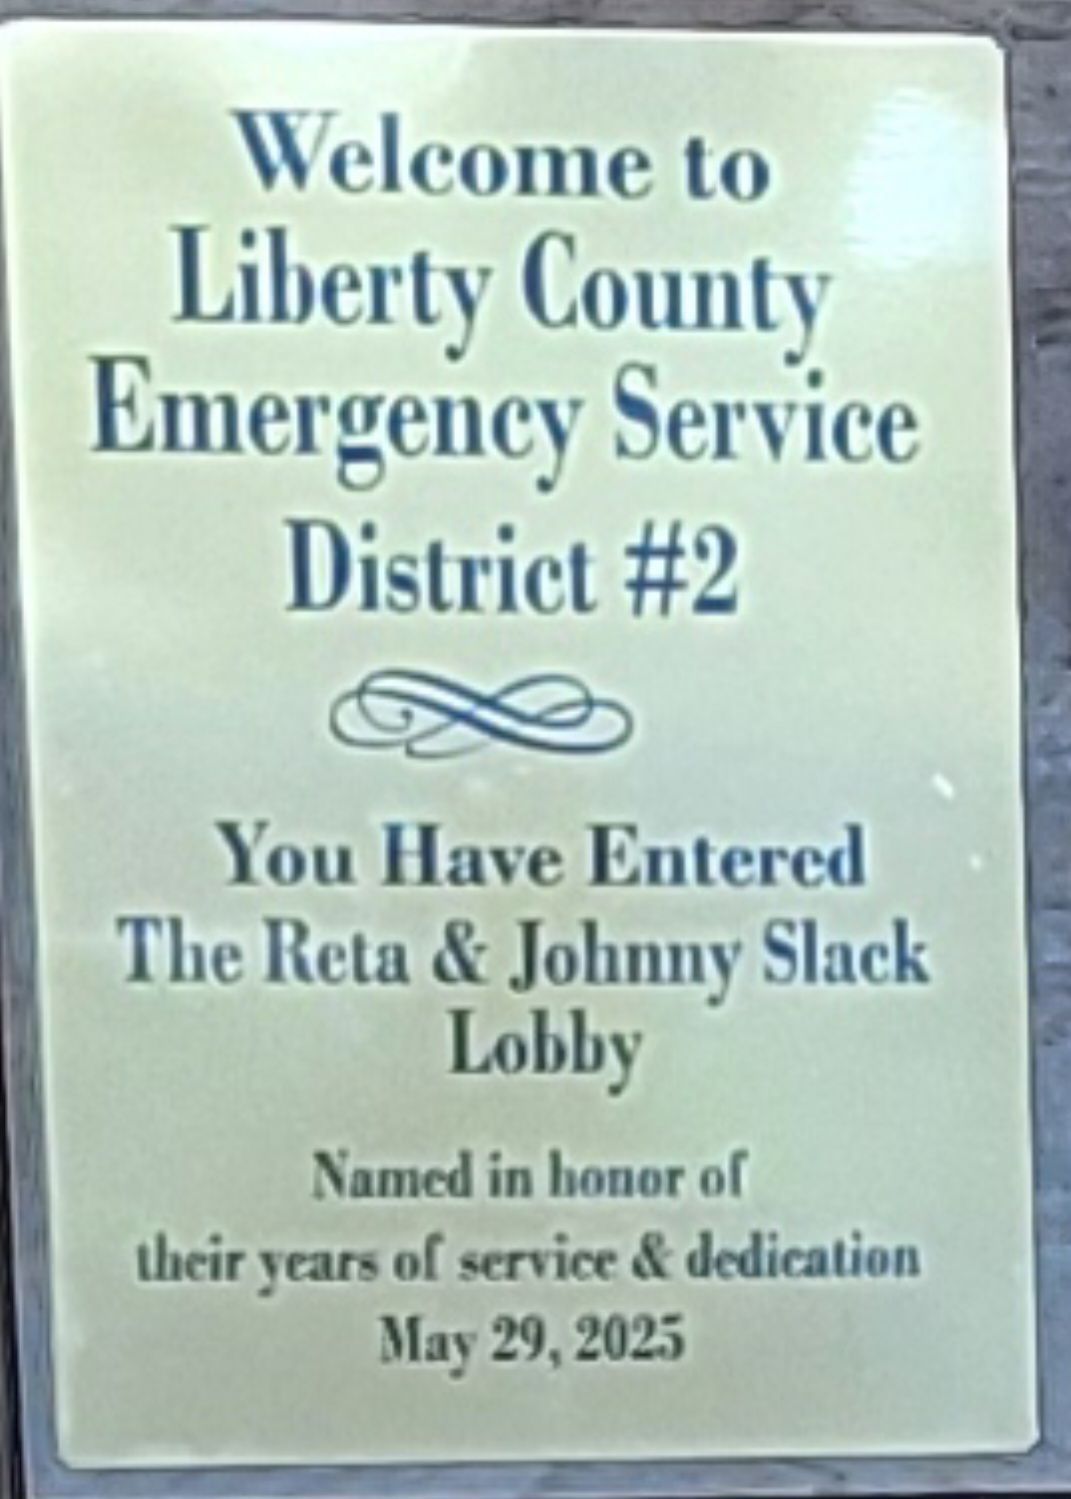 Welcome to
Liberty County
Emergency Service
District #2
You Have Entered
The Reta & Johnny Slack
Lobby
Named in honor of
their years of service & dedication
May 29, 2025